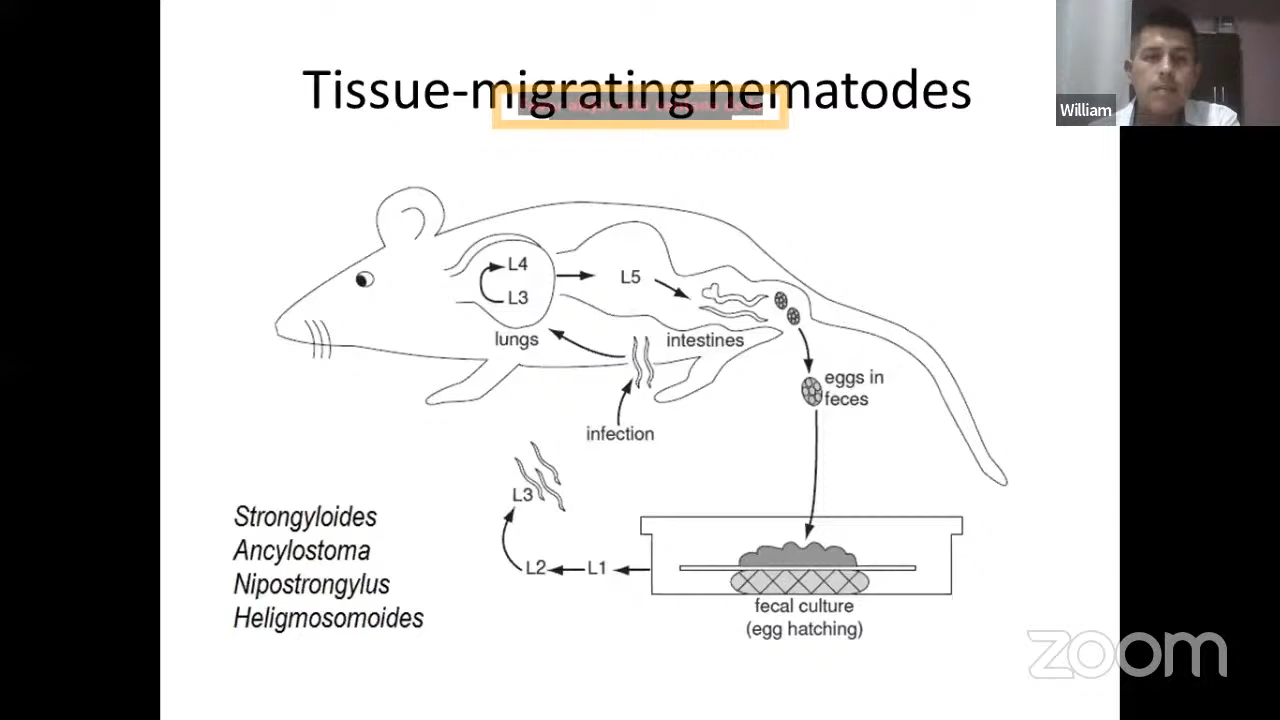 Tissue-migrating nematodes
William
L4
L3
L5
lungs
intestines
eggs in
feces
infection
L3
L2
L1
Strongyloides
Ancylostoma
Nipostrongylus
Heligmosomoides
fecal culture
(egg hatching)
zoom